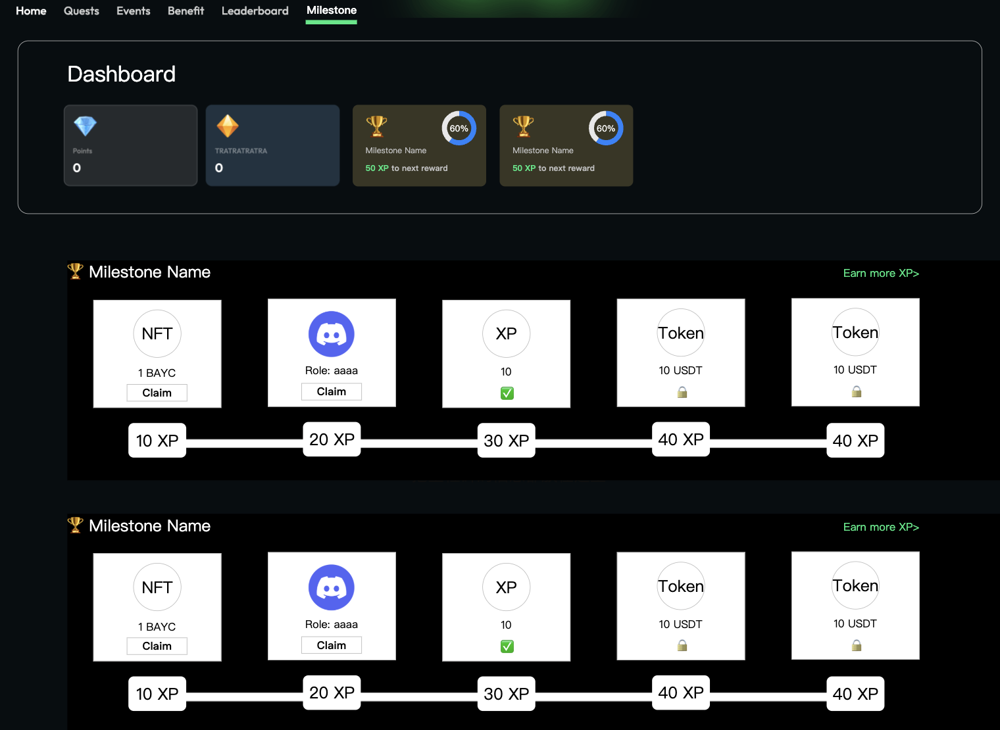 Home Quests Events Benefit Leaderboard Milestone
Dashboard
Points
0
TRATRATRATRA
0
60%
Milestone Name
50 XP to next reward
60%
Milestone Name
50 XP to next reward
Milestone Name
Earn more XP>
NFT
1 BAYC
Claim
Role: aaaa
Claim
XP
10
Token
10 USDT
Token
10 USDT
10 XP
20 XP
30 XP
40 XP
40 XP
Milestone Name
Earn more XP>
NFT
1 BAYC
Claim
Role: aaaa
Claim
XP
10
Token
10 USDT
Token
10 USDT
10 XP
20 XP
30 XP
40 XP
40 XP